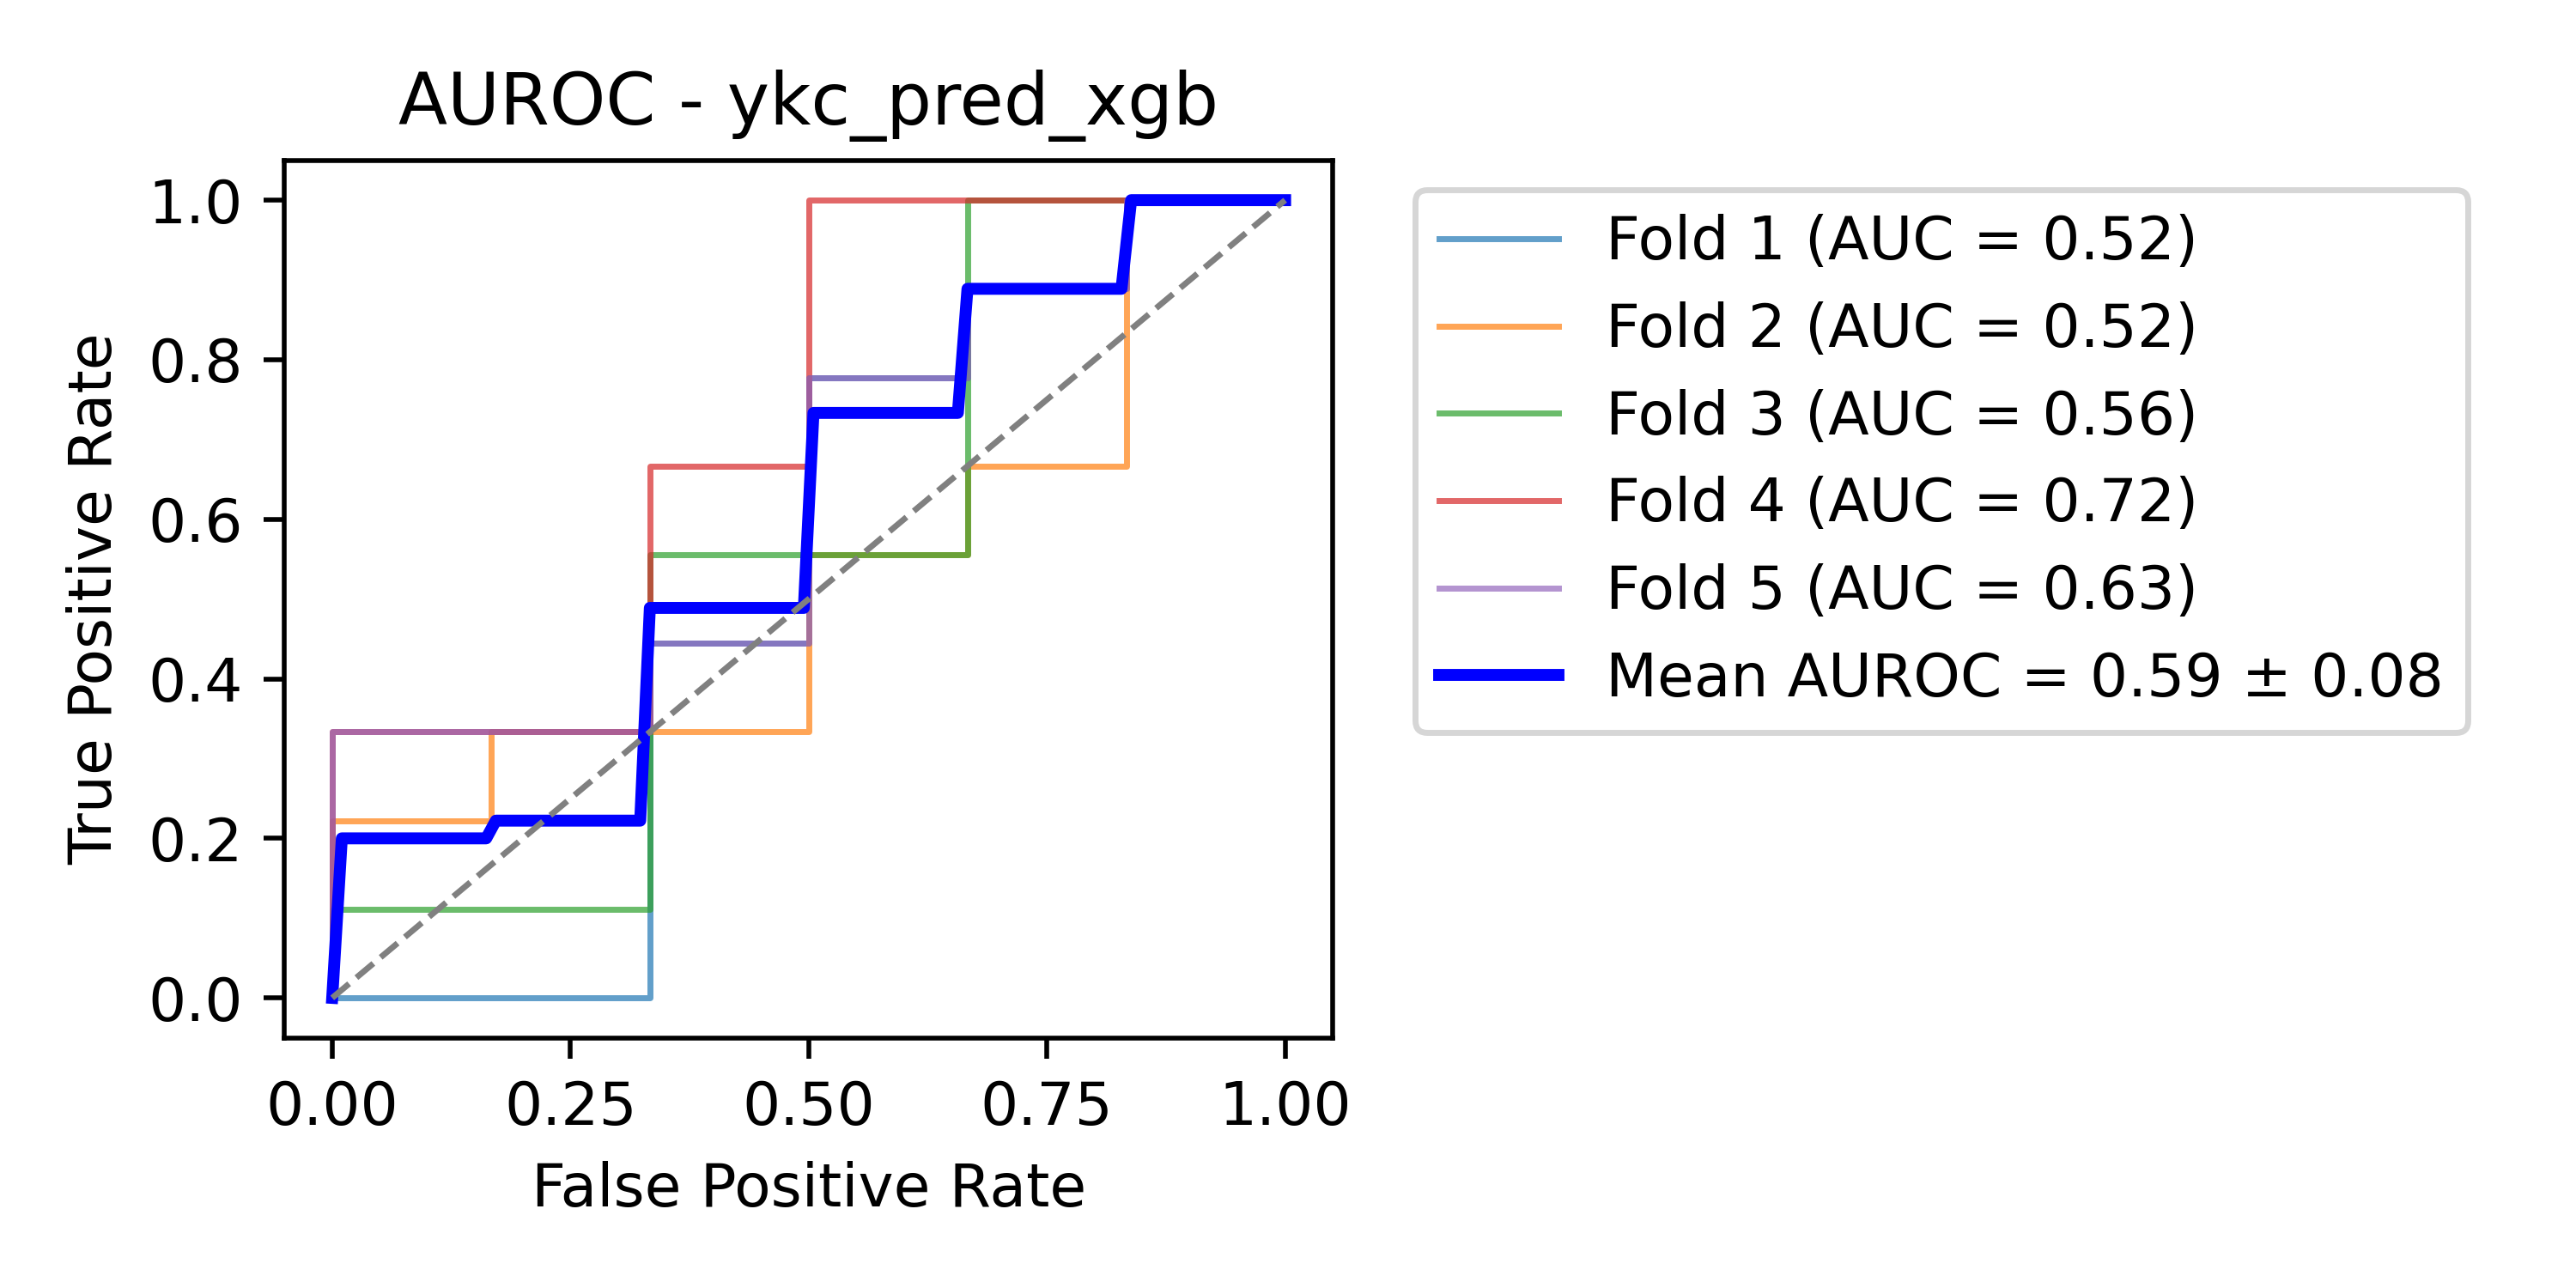 AUROC - ykc_pred_xgb
True Positive Rate
1.0
0.8
0.6
0.4
0.2
0.0
0.00 0.25 0.50 0.75 1.00
False Positive Rate
Fold 1 (AUC = 0.52)
Fold 2 (AUC = 0.52)
Fold 3 (AUC = 0.56)
Fold 4 (AUC = 0.72)
Fold 5 (AUC = 0.63)
Mean AUROC = 0.59 ± 0.08